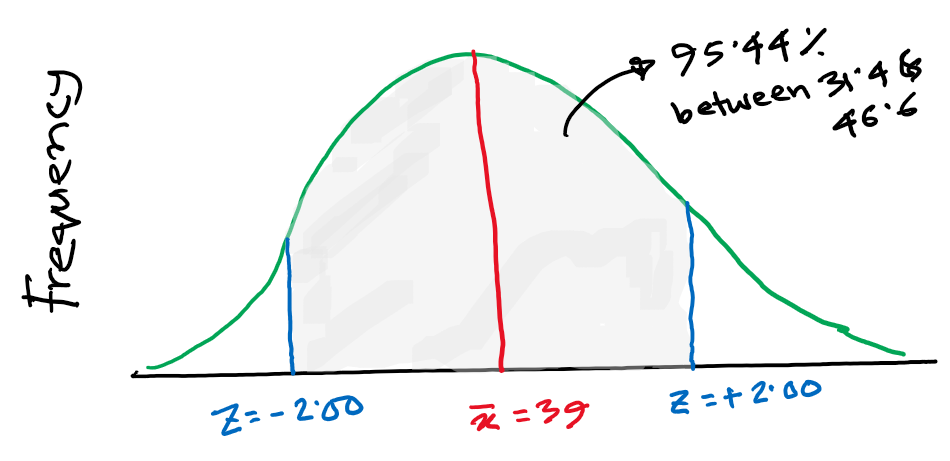 Frequency
95.44%
between 31.4 &
46.6
Z=-2.00
x̄ =39
Z=+2.00